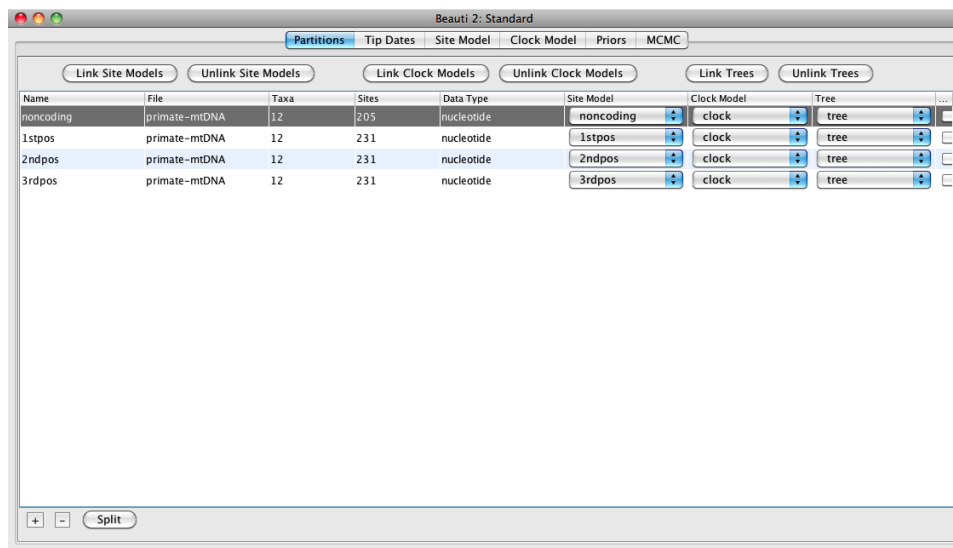 Beauti 2: Standard
Partitions Tip Dates Site Model Clock Model Priors MCMC
Link Site Models Unlink Site Models Link Clock Models Unlink Clock Models Link Trees Unlink Trees
Name File Taxa Sites Data Type Site Model Clock Model Tree ...
noncoding primate-mtDNA 12 205 nucleotide noncoding clock tree
1stpos primate-mtDNA 12 231 nucleotide 1stpos clock tree
2ndpos primate-mtDNA 12 231 nucleotide 2ndpos clock tree
3rdpos primate-mtDNA 12 231 nucleotide 3rdpos clock tree
+ - Split